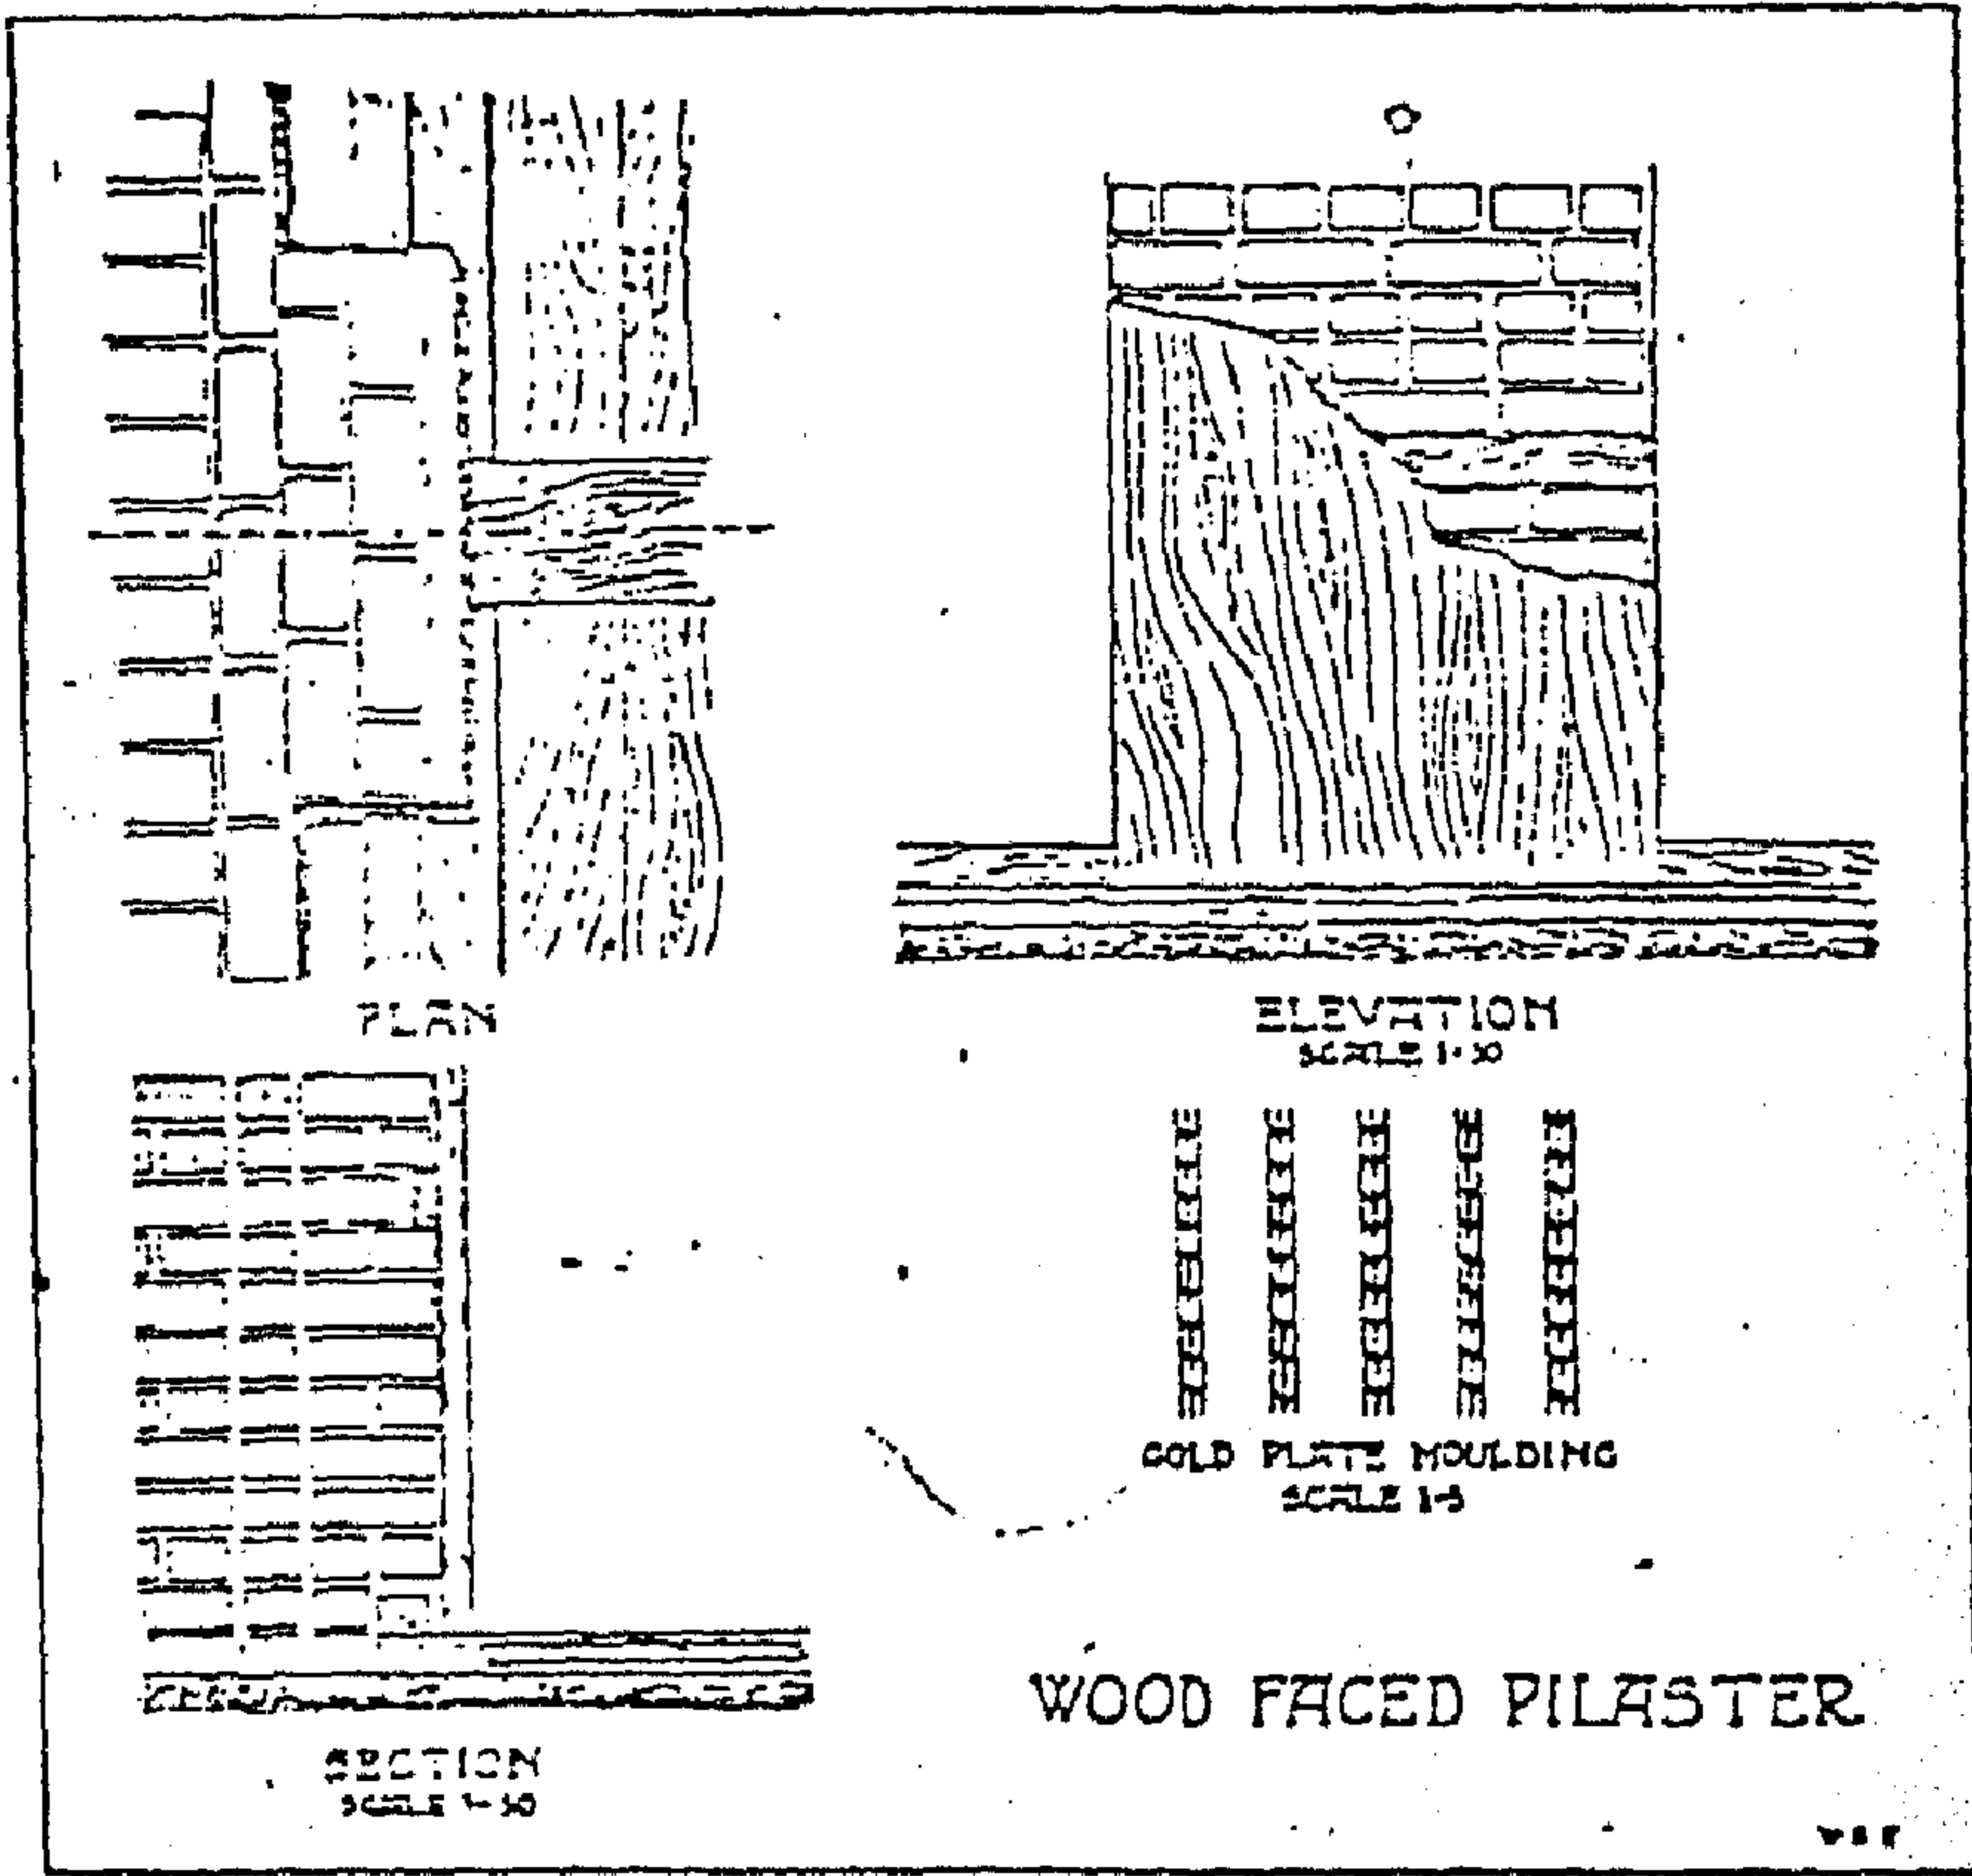 PLAN
ELEVATION
SCALE 1-30
GOLD PLATE MOULDING
SCALE 1-5
SECTION
SCALE 1-30
WOOD FACED PILASTER